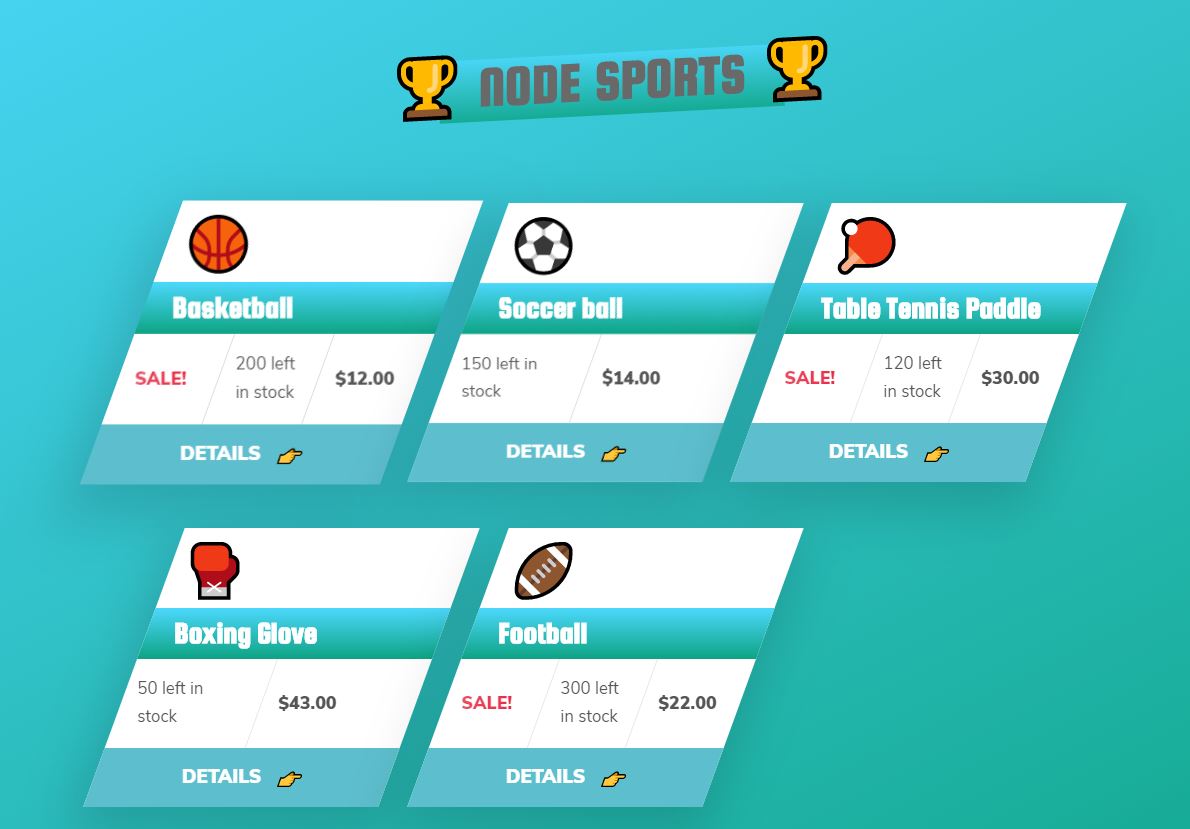 NODE SPORTS
Basketball
SALE!
200 left
in stock
$12.00
DETAILS
Soccer ball
150 left in
stock
$14.00
DETAILS
Table Tennis Paddle
SALE!
120 left
in stock
$30.00
DETAILS
Boxing Glove
50 left in
stock
$43.00
DETAILS
Football
SALE!
300 left
in stock
$22.00
DETAILS